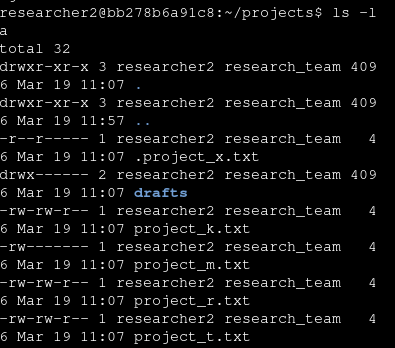 researcher2@bb278b6a91c8:~/projects$ ls -l
a
total 32
drwxr-xr-x 3 researcher2 research_team 409
6 Mar 19 11:07 .
drwxr-xr-x 3 researcher2 research_team 409
6 Mar 19 11:57 ..
-r--r----- 1 researcher2 research_team   4
6 Mar 19 11:07 .project_x.txt
drwx------ 2 researcher2 research_team 409
6 Mar 19 11:07 drafts
-rw-rw-r-- 1 researcher2 research_team   4
6 Mar 19 11:07 project_k.txt
-rw------- 1 researcher2 research_team   4
6 Mar 19 11:07 project_m.txt
-rw-rw-r-- 1 researcher2 research_team   4
6 Mar 19 11:07 project_r.txt
-rw-rw-r-- 1 researcher2 research_team   4
6 Mar 19 11:07 project_t.txt